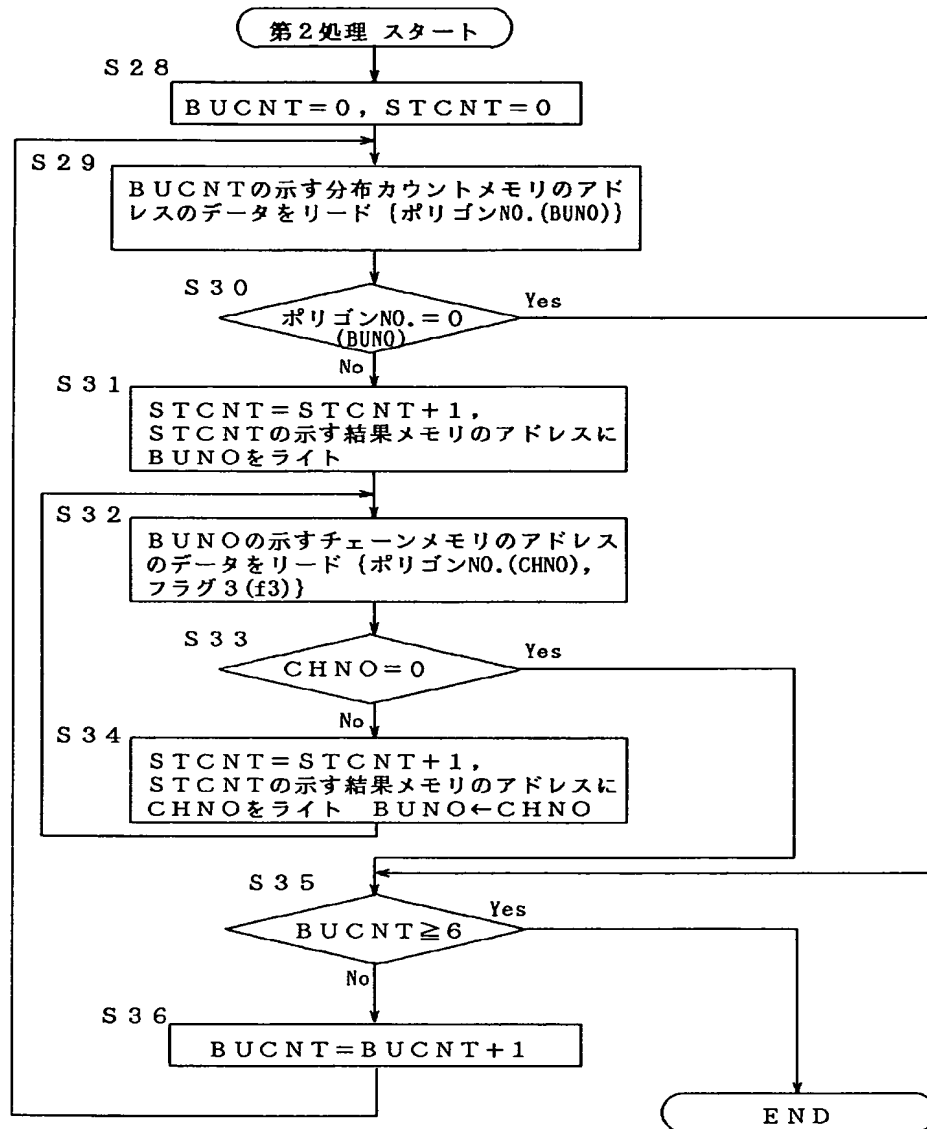 第2処理 スタート
S28
BUCNT=0, STCNT=0
S29
BUCNTの示す分布カウントメモリのアド
レスのデータをリード {ポリゴンNO.(BUNO)}
S30
Yes
ポリゴンNO.=0
(BUNO)
No
S31
STCNT=STCNT+1,
STCNTの示す結果メモリのアドレスに
BUNOをライト
S32
BUNOの示すチェーンメモリのアドレス
のデータをリード {ポリゴンNO.(CHNO),
フラグ3(f3)}
S33
Yes
CHNO=0
No
S34
STCNT=STCNT+1,
STCNTの示す結果メモリのアドレスに
CHNOをライト BUNO←CHNO
S35
Yes
BUCNT≧6
No
S36
BUCNT=BUCNT+1
END